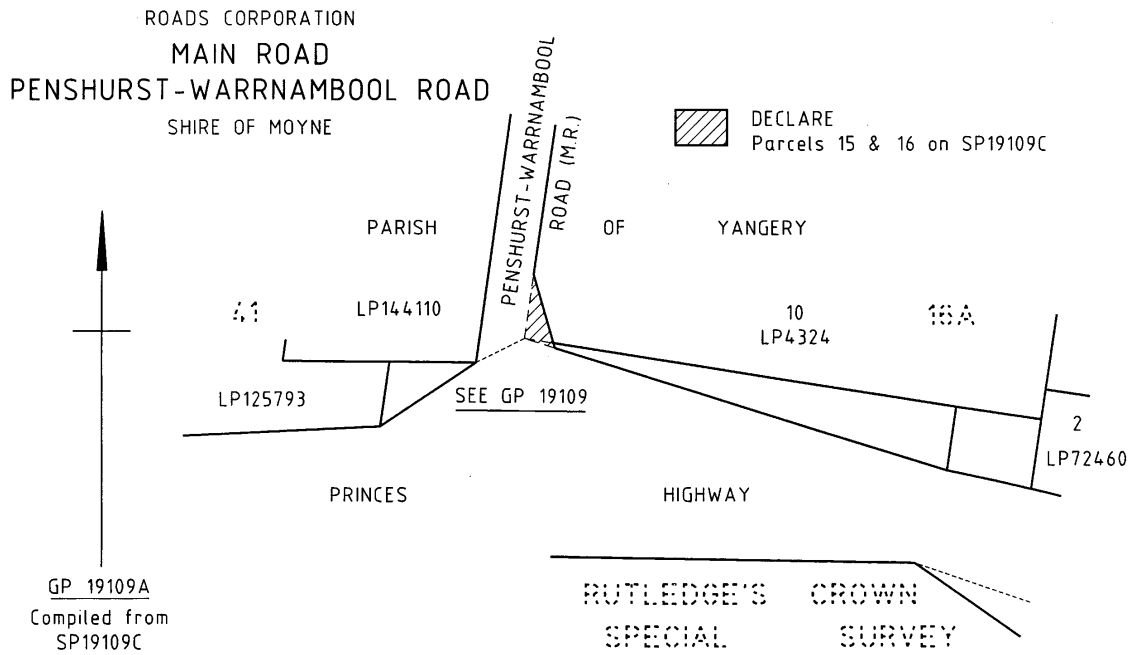 ROADS CORPORATION
MAIN ROAD
PENSHURST-WARRNAMBOOL ROAD
SHIRE OF MOYNE
PENSHURST-WARRNAMBOOL
ROAD (M.R.)
DECLARE
Parcels 15 & 16 on SP19109C
PARISH OF YANGERY
41
LP144110
10
LP4324
16A
LP125793
SEE GP 19109
2
LP72460
PRINCES HIGHWAY
GP 19109A
Compiled from
SP19109C
RUTLEDGE'S CROWN
SPECIAL SURVEY